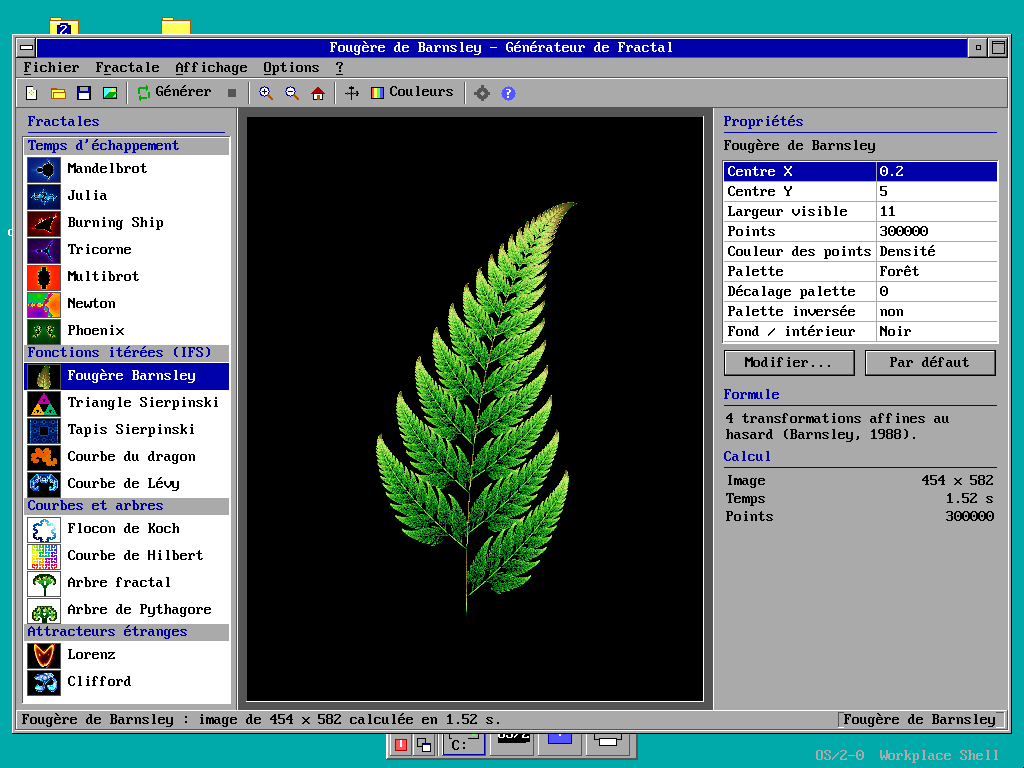 Fougère de Barnsley - Générateur de Fractal
Fichier Fractale Affichage Options ?
Générer Couleurs
Fractales
Temps d'échappement
Mandelbrot
Julia
Burning Ship
Tricorne
Multibrot
Newton
Phoenix
Fonctions itérées (IFS)
Fougère Barnsley
Triangle Sierpinski
Tapis Sierpinski
Courbe du dragon
Courbe de Lévy
Courbes et arbres
Flocon de Koch
Courbe de Hilbert
Arbre fractal
Arbre de Pythagore
Attracteurs étranges
Lorenz
Clifford
Propriétés
Fougère de Barnsley
Centre X 0.2
Centre Y 5
Largeur visible 11
Points 300000
Couleur des points Densité
Palette Forêt
Décalage palette 0
Palette inversée non
Fond / intérieur Noir
Modifier... Par défaut
Formule
4 transformations affines au
hasard (Barnsley, 1988).
Calcul
Image 454 × 582
Temps 1.52 s
Points 300000
Fougère de Barnsley : image de 454 × 582 calculée en 1.52 s.
Fougère de Barnsley
C: OS/2
OS/2-0 Workplace Shell